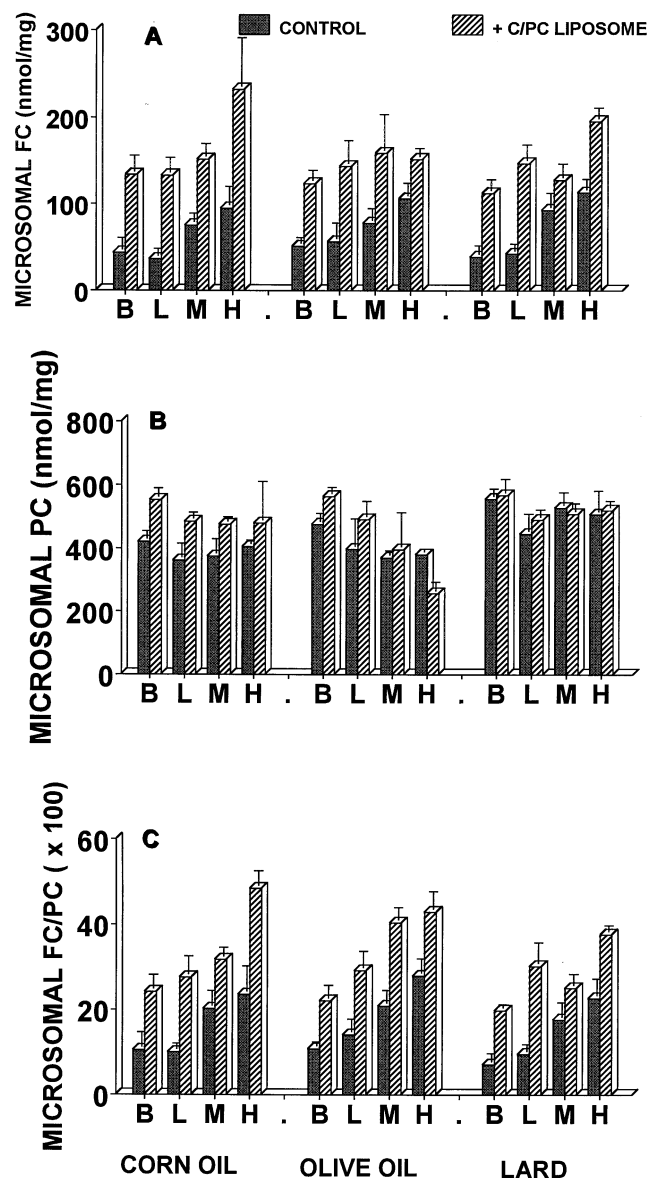 CONTROL
+ C/PC LIPOSOME
A
MICROSOMAL FC (nmol/mg)
300
200
100
0
B L M H . B L M H . B L M H
B
MICROSOMAL PC (nmol/mg)
800
600
400
200
0
B L M H . B L M H . B L M H
C
MICROSOMAL FC/PC ( x 100)
60
40
20
0
B L M H . B L M H . B L M H
CORN OIL OLIVE OIL LARD